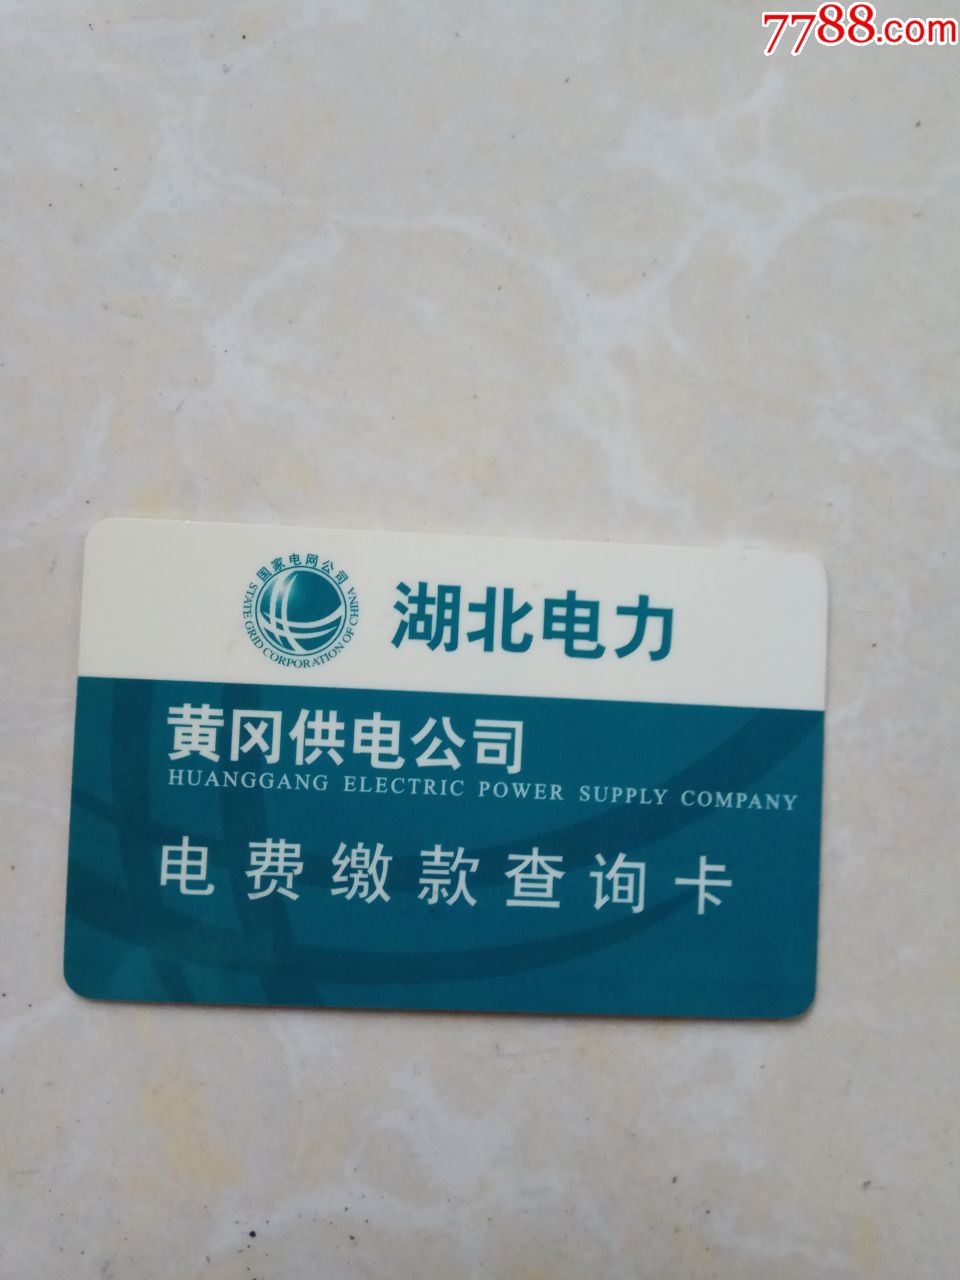 7788.com
国家电网公司
STATE GRID CORPORATION OF CHINA
湖北电力
黄冈供电公司
HUANGGANG ELECTRIC POWER SUPPLY COMPANY
电费缴款查询卡